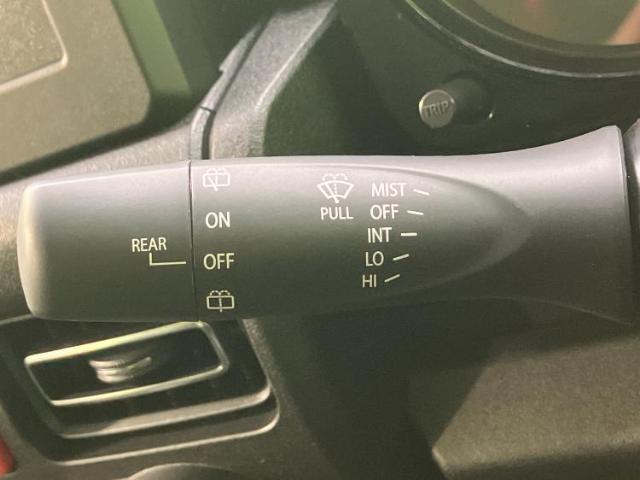 TRIP
MIST
OFF
INT
LO
HI
PULL
ON
OFF
REAR